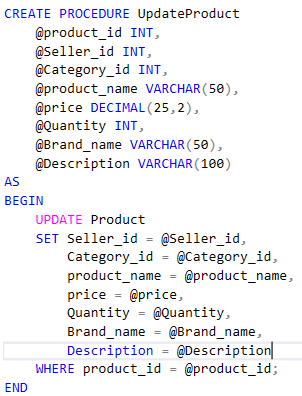 CREATE PROCEDURE UpdateProduct
    @product_id INT,
    @Seller_id INT,
    @Category_id INT,
    @product_name VARCHAR(50),
    @price DECIMAL(25,2),
    @Quantity INT,
    @Brand_name VARCHAR(50),
    @Description VARCHAR(100)
AS
BEGIN
    UPDATE Product
    SET Seller_id = @Seller_id,
        Category_id = @Category_id,
        product_name = @product_name,
        price = @price,
        Quantity = @Quantity,
        Brand_name = @Brand_name,
        Description = @Description
    WHERE product_id = @product_id;
END